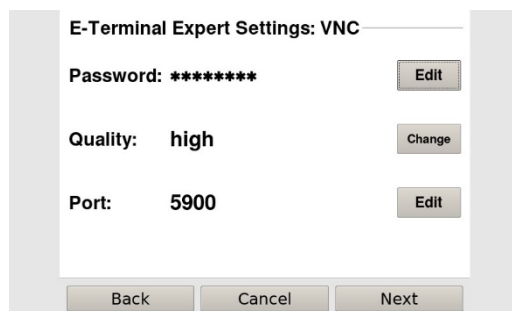 E-Terminal Expert Settings: VNC
Password: ******** Edit
Quality: high Change
Port: 5900 Edit
Back Cancel Next